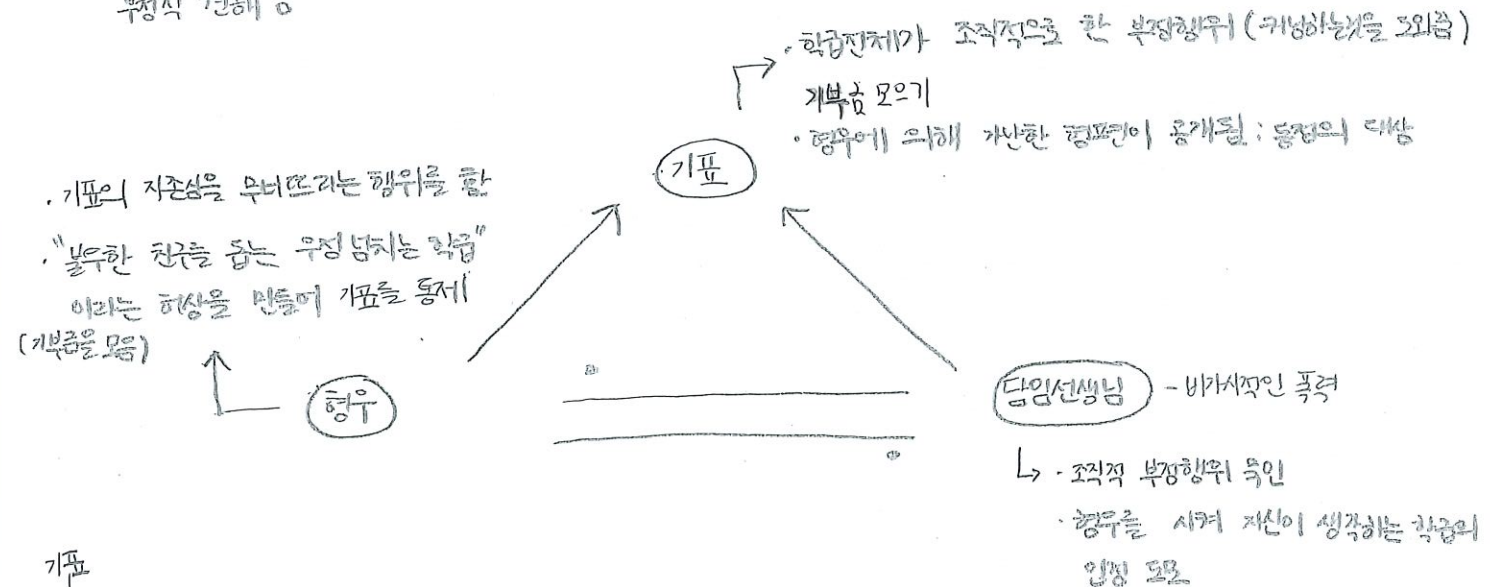 부정적 견해 ㅇ
· 학급전체가 조직적으로 한 부정행위 (커닝하는것을 도와줌)
기부금 모으기
· 형우에 의해 가난한 형편이 공개됨 : 동정의 대상
기표
· 기표의 자존심을 무너뜨리는 행위를 함
· "불우한 친구를 돕는 우정 넘치는 학급"
이라는 허상을 만들어 기표를 통제
(기부금을 모음)
형우
담임선생님 - 비가시적인 폭력
· 조직적 부정행위 묵인
· 형우를 시켜 자신이 생각하는 학급의
안정 도모
기표